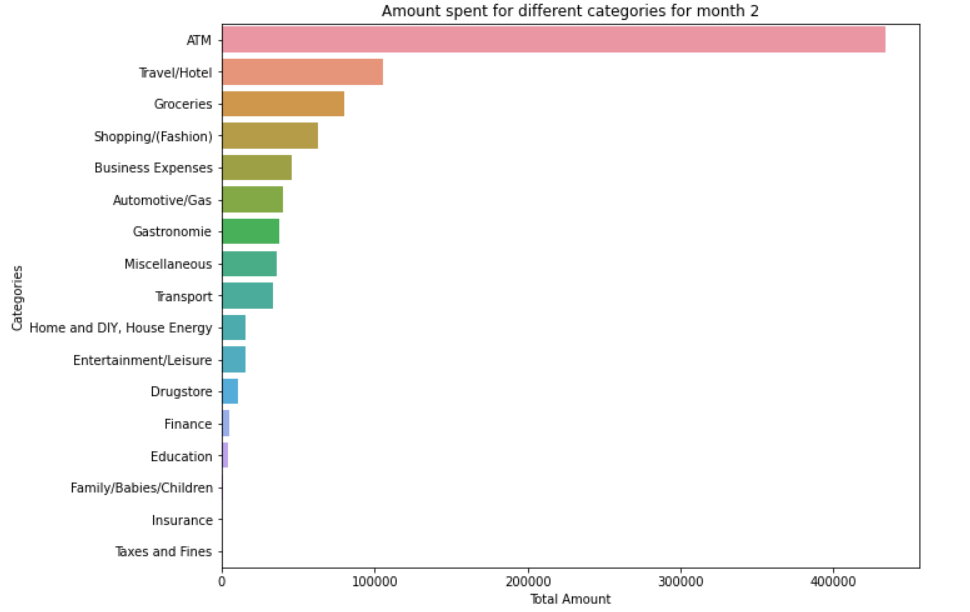 Amount spent for different categories for month 2
ATM
Travel/Hotel
Groceries
Shopping/(Fashion)
Business Expenses
Automotive/Gas
Gastronomie
Miscellaneous
Transport
Home and DIY, House Energy
Entertainment/Leisure
Drugstore
Finance
Education
Family/Babies/Children
Insurance
Taxes and Fines
Categories
0 100000 200000 300000 400000
Total Amount